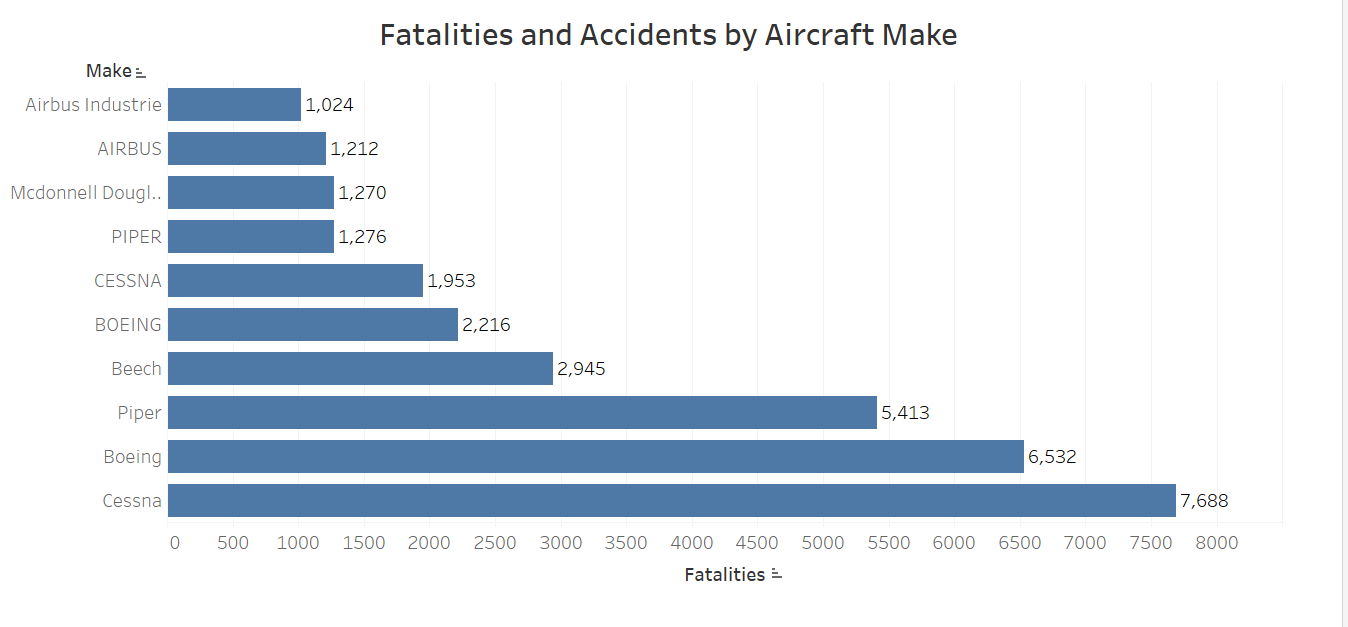 Fatalities and Accidents by Aircraft Make
Make
Airbus Industrie 1,024
AIRBUS 1,212
Mcdonnell Dougl.. 1,270
PIPER 1,276
CESSNA 1,953
BOEING 2,216
Beech 2,945
Piper 5,413
Boeing 6,532
Cessna 7,688
0 500 1000 1500 2000 2500 3000 3500 4000 4500 5000 5500 6000 6500 7000 7500 8000
Fatalities